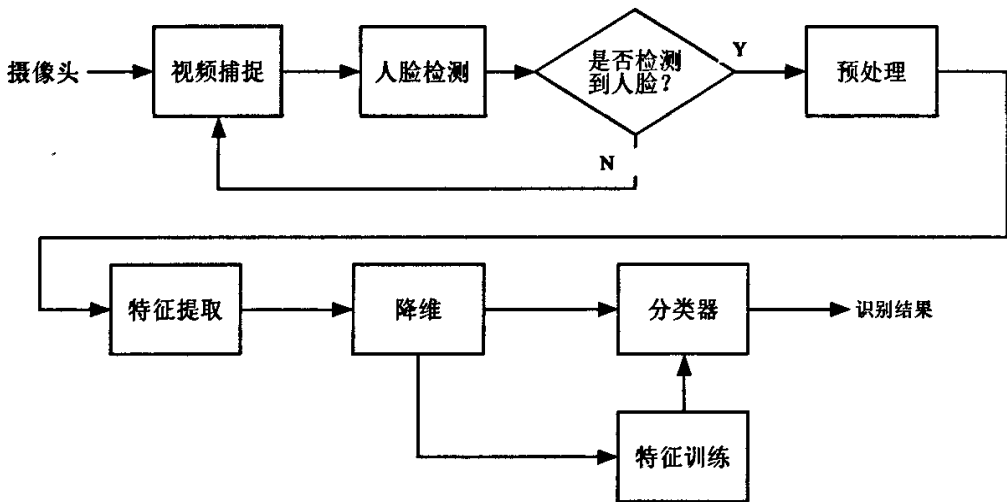 摄像头
视频捕捉
人脸检测
是否检测
到人脸？
Y
预处理
N
特征提取
降维
分类器
识别结果
特征训练